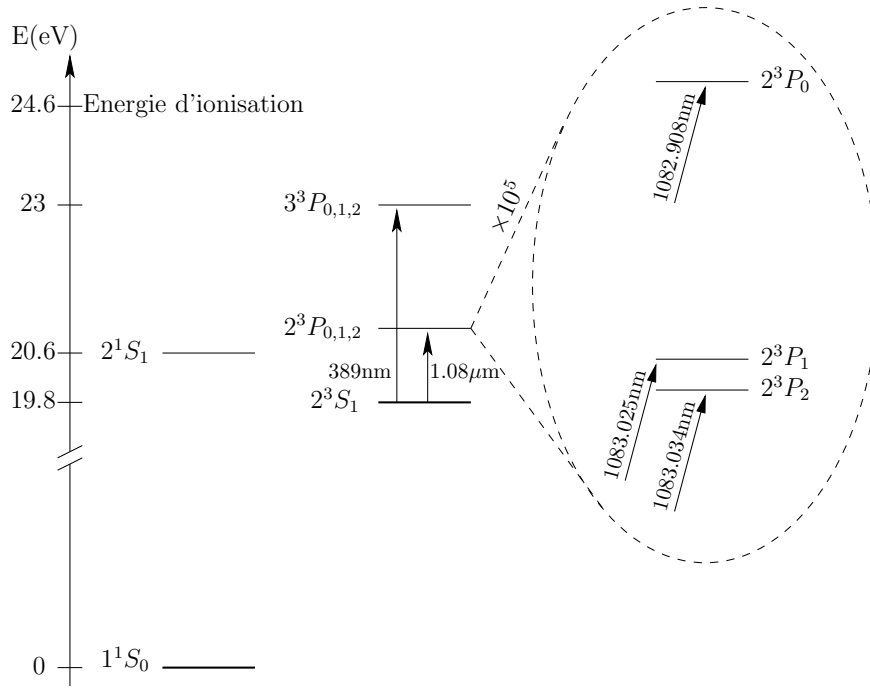 E(eV)
24.6 Energie d'ionisation
23
20.6
19.8
0
2¹S₁
1¹S₀
3³P₀,₁,₂
2³P₀,₁,₂
2³S₁
389nm
1.08μm
×10⁵
2³P₀
1082.908nm
2³P₁
2³P₂
1083.025nm
1083.034nm